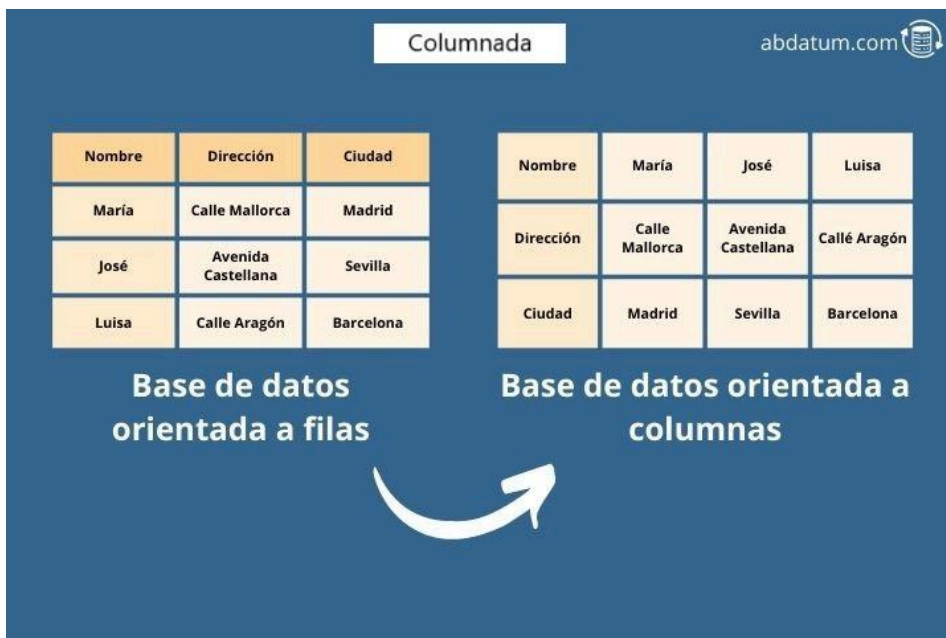 Columnada
abdatum.com
Nombre Dirección Ciudad
María Calle Mallorca Madrid
José Avenida Castellana Sevilla
Luisa Calle Aragón Barcelona
Nombre María José Luisa
Dirección Calle Mallorca Avenida Castellana Callé Aragón
Ciudad Madrid Sevilla Barcelona
Base de datos
orientada a filas
Base de datos orientada a
columnas